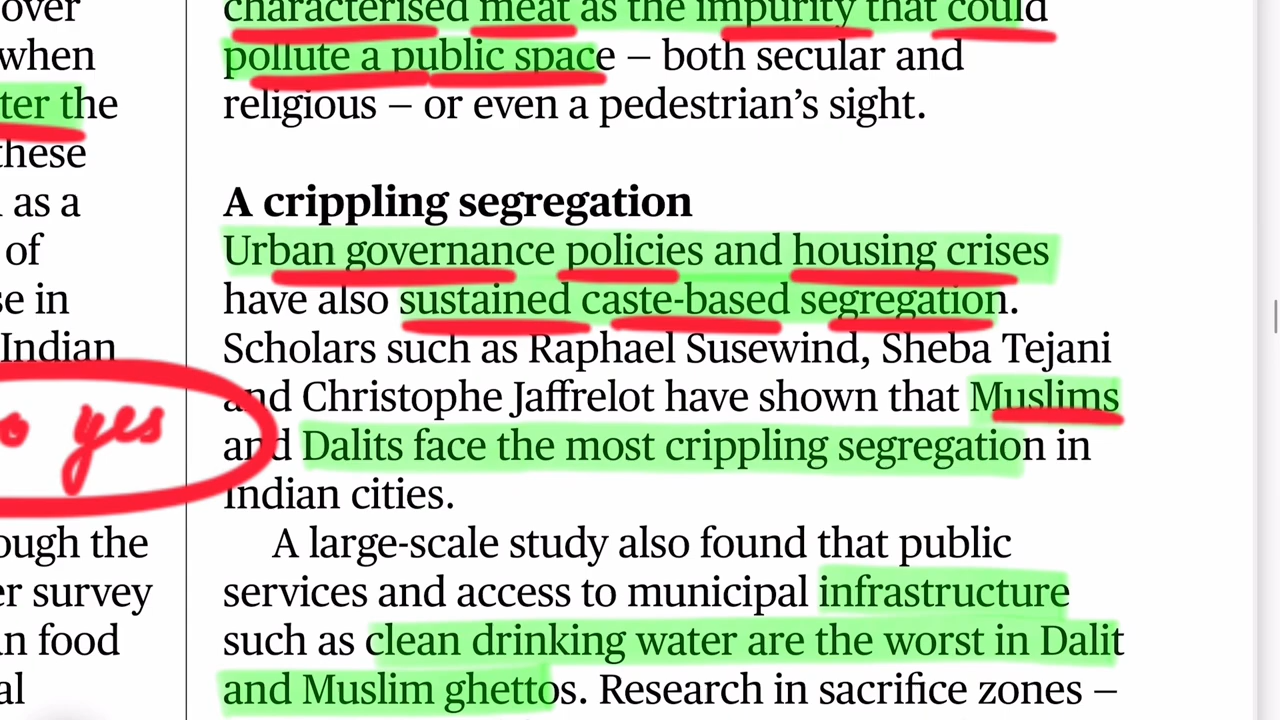 over
when
ter the
these
as a
of
se in
Indian
yes
ough the
er survey
n food
al
characterised meat as the impurity that could
pollute a public space – both secular and
religious – or even a pedestrian’s sight.
A crippling segregation
Urban governance policies and housing crises
have also sustained caste-based segregation.
Scholars such as Raphael Susewind, Sheba Tejani
and Christophe Jaffrelot have shown that Muslims
and Dalits face the most crippling segregation in
Indian cities.
A large-scale study also found that public
services and access to municipal infrastructure
such as clean drinking water are the worst in Dalit
and Muslim ghettos. Research in sacrifice zones –